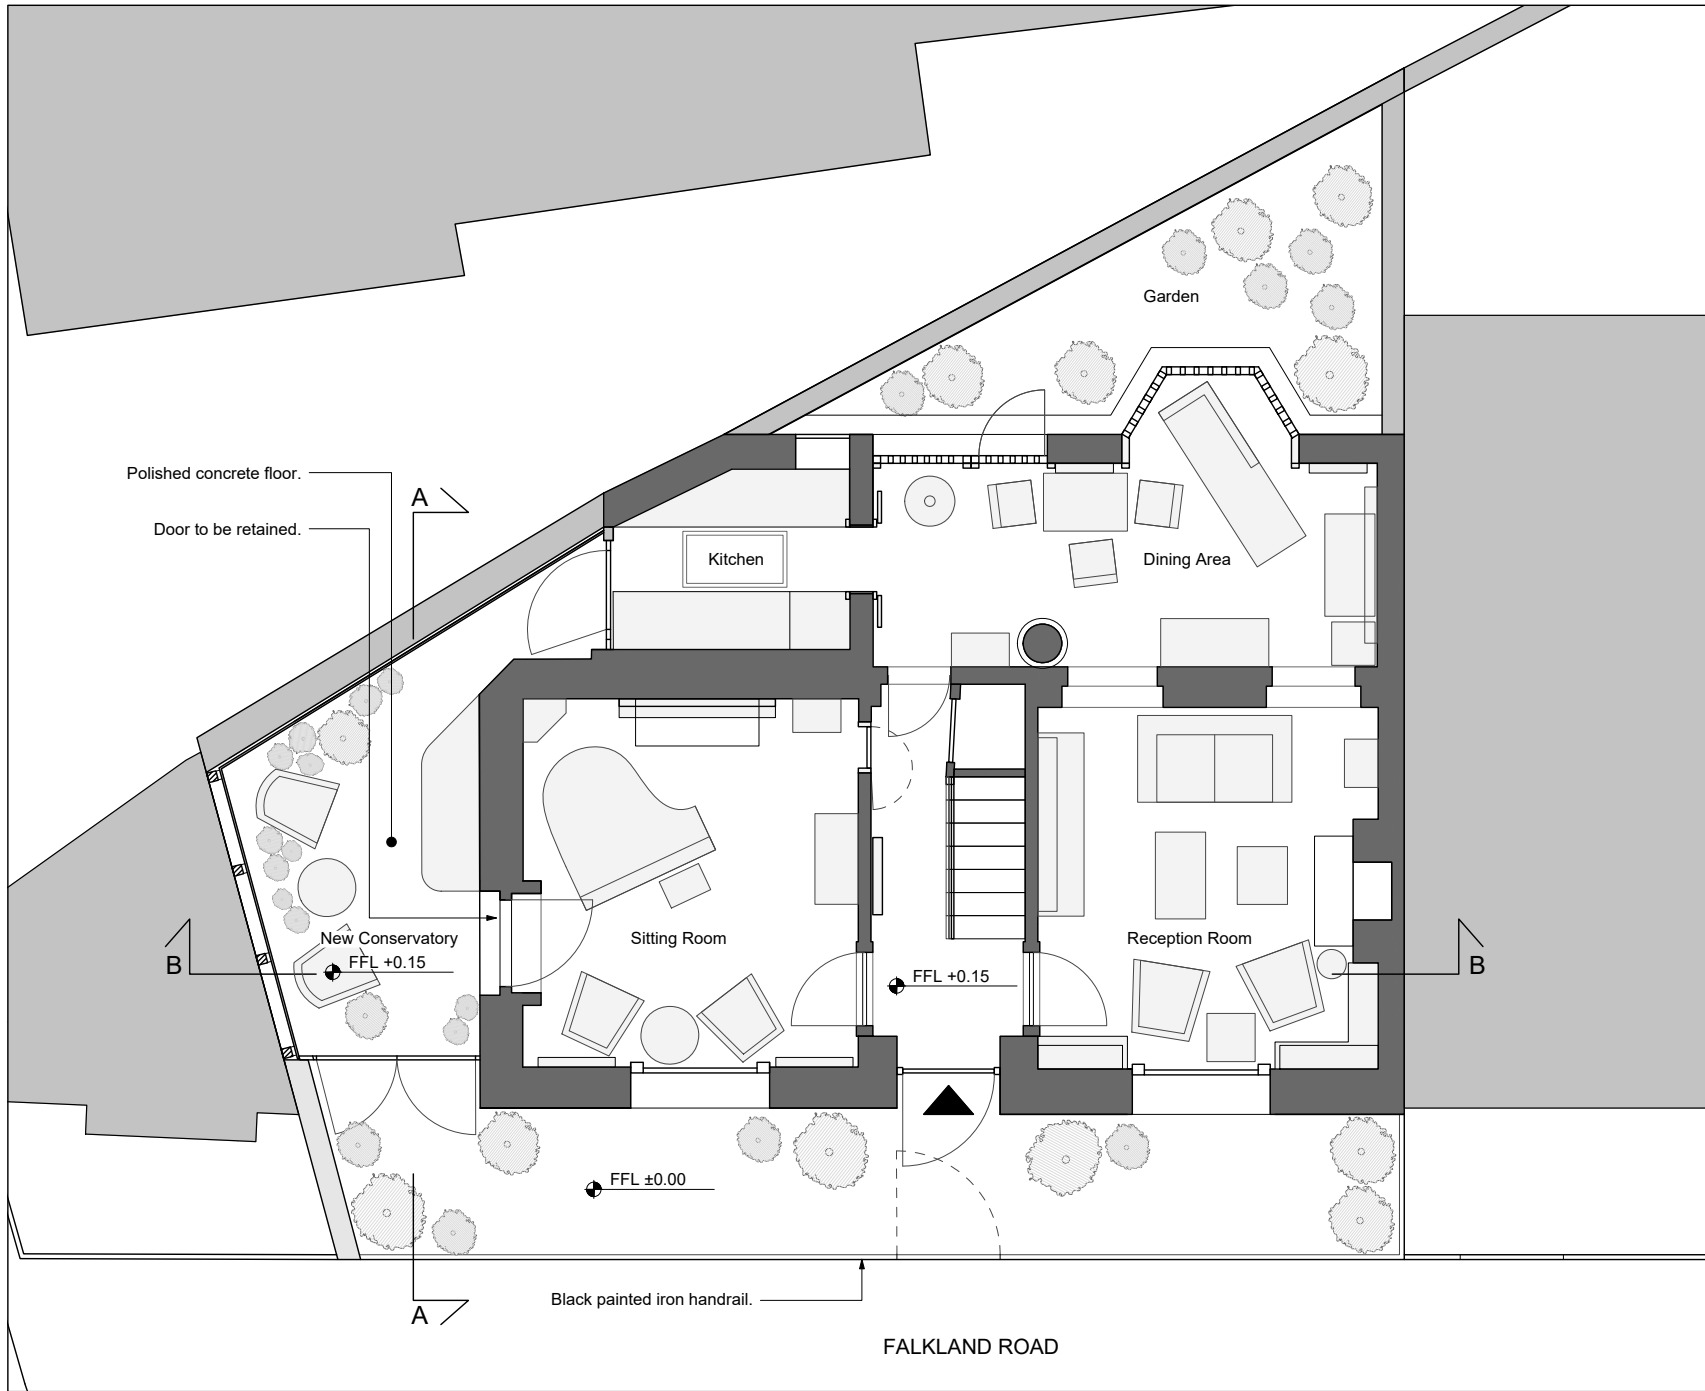 Garden
Polished concrete floor.
A
Door to be retained.
Kitchen
Dining Area
New Conservatory
Sitting Room
Reception Room
B
FFL +0.15
FFL +0.15
B
FFL ±0.00
A
Black painted iron handrail.
FALKLAND ROAD